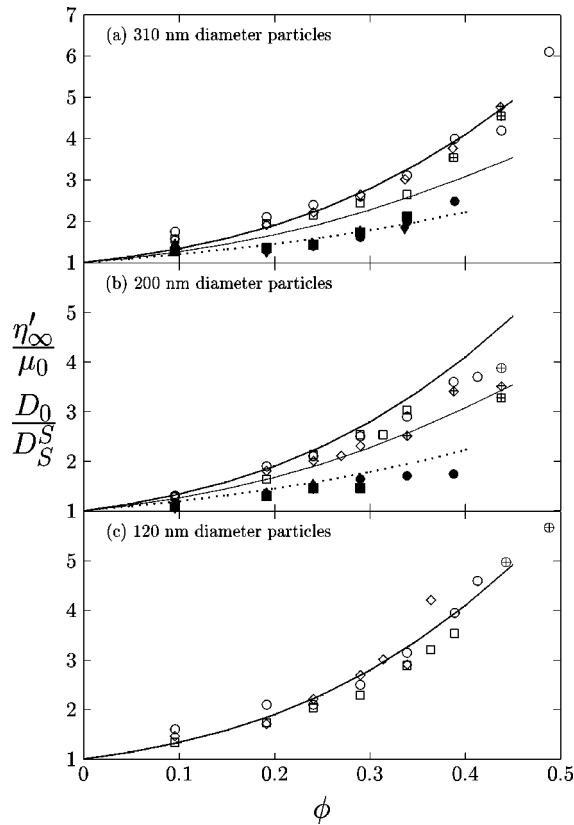 (a) 310 nm diameter particles
7
6
5
4
3
2
1
(b) 200 nm diameter particles
5
4
3
2
1
η′∞
μ0
D0
D_S^S
(c) 120 nm diameter particles
5
4
3
2
1
0 0.1 0.2 0.3 0.4 0.5
ϕ